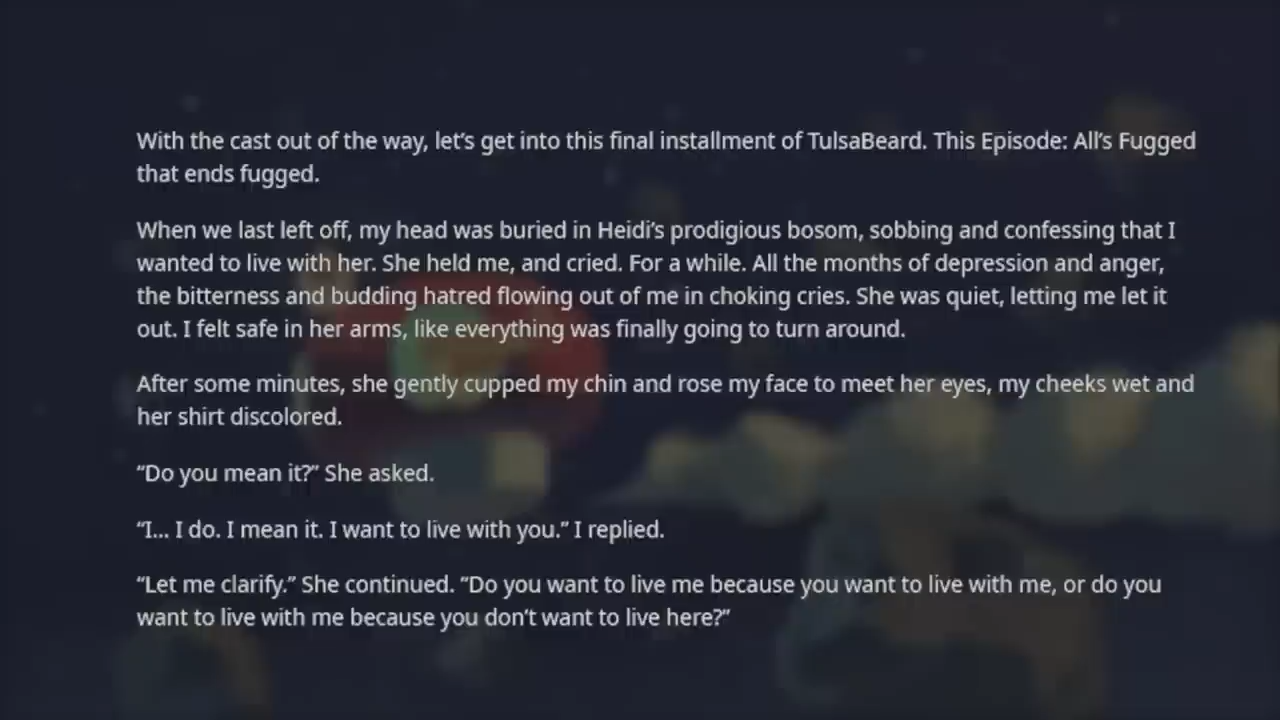 With the cast out of the way, let's get into this final installment of TulsaBeard. This Episode: All's Fugged
that ends fugged.
When we last left off, my head was buried in Heidi's prodigious bosom, sobbing and confessing that I
wanted to live with her. She held me, and cried. For a while. All the months of depression and anger,
the bitterness and budding hatred flowing out of me in choking cries. She was quiet, letting me let it
out. I felt safe in her arms, like everything was finally going to turn around.
After some minutes, she gently cupped my chin and rose my face to meet her eyes, my cheeks wet and
her shirt discolored.
“Do you mean it?” She asked.
“I... I do. I mean it. I want to live with you.” I replied.
“Let me clarify.” She continued. “Do you want to live me because you want to live with me, or do you
want to live with me because you don't want to live here?”